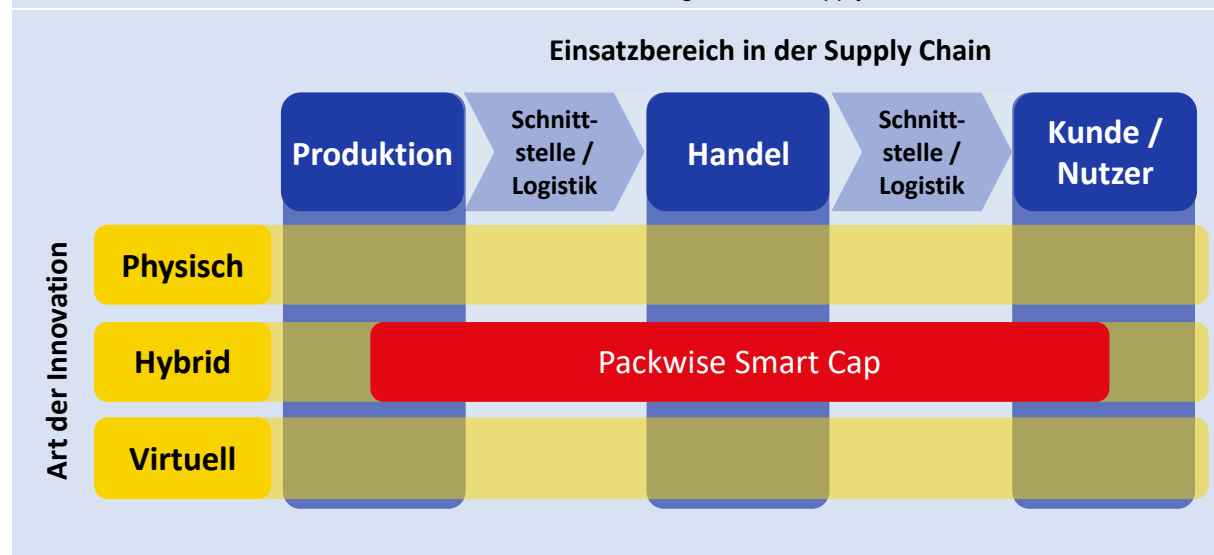 Einsatzbereich in der Supply Chain
Produktion
Schnitt-
stelle /
Logistik
Handel
Schnitt-
stelle /
Logistik
Kunde /
Nutzer
Art der Innovation
Physisch
Hybrid
Packwise Smart Cap
Virtuell